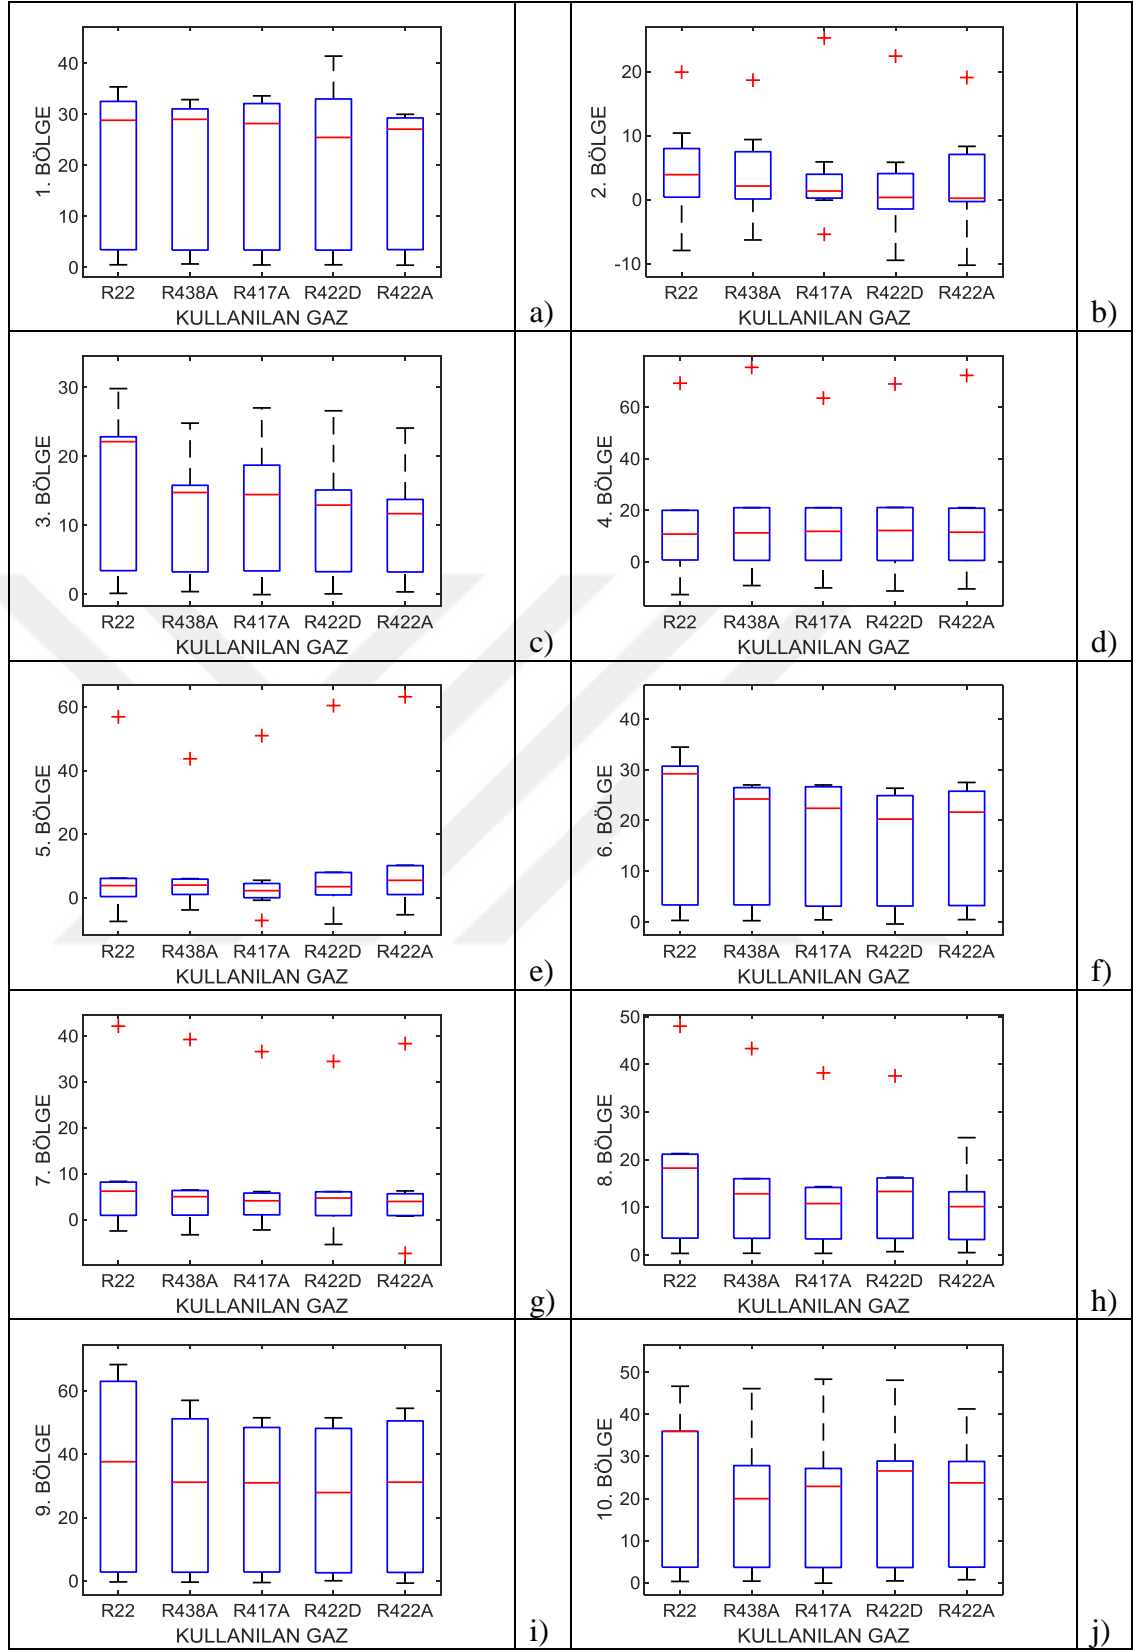 40
30
20
10
0
1. BÖLGE
R22 R438A R417A R422D R422A
KULLANILAN GAZ
a)
20
10
0
-10
2. BÖLGE
R22 R438A R417A R422D R422A
KULLANILAN GAZ
b)
30
20
10
0
3. BÖLGE
R22 R438A R417A R422D R422A
KULLANILAN GAZ
c)
60
40
20
0
4. BÖLGE
R22 R438A R417A R422D R422A
KULLANILAN GAZ
d)
60
40
20
0
5. BÖLGE
R22 R438A R417A R422D R422A
KULLANILAN GAZ
e)
40
30
20
10
0
6. BÖLGE
R22 R438A R417A R422D R422A
KULLANILAN GAZ
f)
40
30
20
10
0
7. BÖLGE
R22 R438A R417A R422D R422A
KULLANILAN GAZ
g)
50
40
30
20
10
0
8. BÖLGE
R22 R438A R417A R422D R422A
KULLANILAN GAZ
h)
60
40
20
0
9. BÖLGE
R22 R438A R417A R422D R422A
KULLANILAN GAZ
i)
50
40
30
20
10
0
10. BÖLGE
R22 R438A R417A R422D R422A
KULLANILAN GAZ
j)